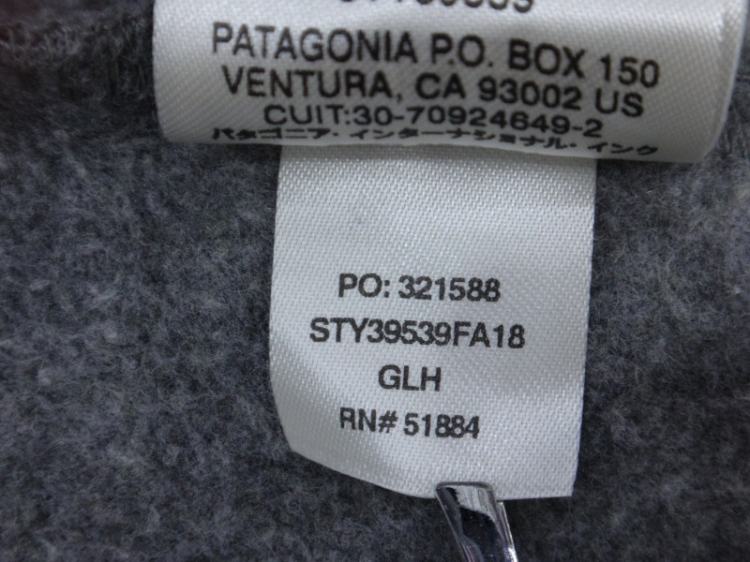 PATAGONIA P.O. BOX 150
VENTURA, CA 93002 US
CUIT:30-70924649-2
パタゴニア・インターナショナル・インク
PO: 321588
STY39539FA18
GLH
RN# 51884